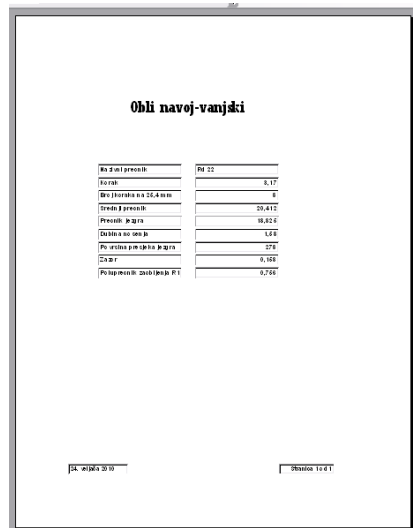 Obli navoj-vanjski
Nazivni precnik Rd 22
Korak 3,17
Broj koraka na 25,4 mm 8
Srednji precnik 20,412
Precnik jezgra 18,825
Dubina nosenja 1,58
Povrsina presjeka jezgra 278
Zazor 0,158
Poluprecnik zaobljenja R1 0,756
24. veljača 2010
Stranica 1 od 1